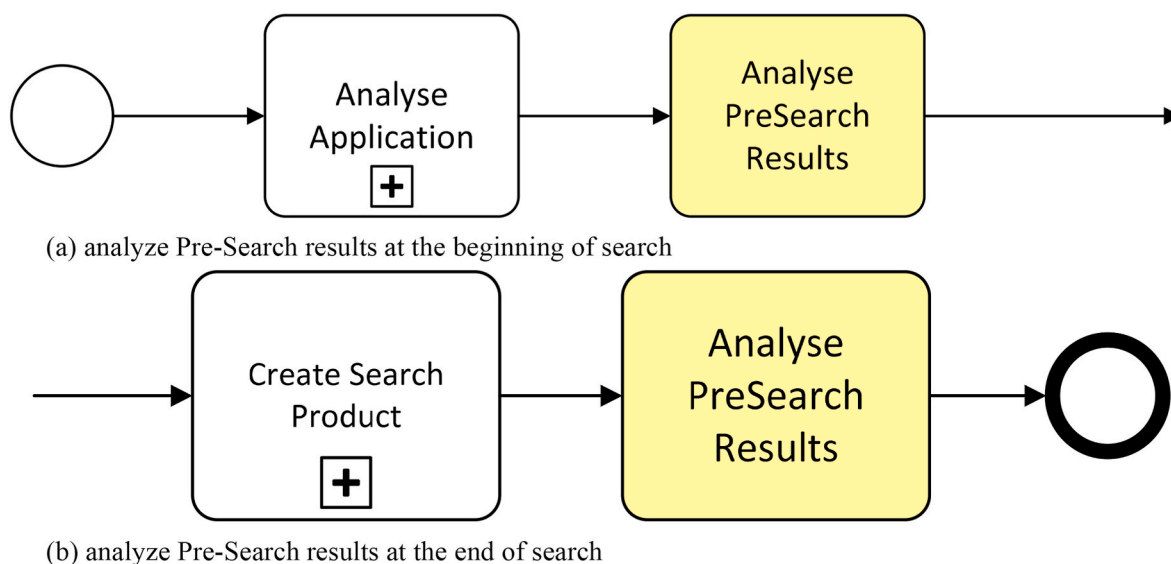 Analyse
Application
Analyse
PreSearch
Results
(a) analyze Pre-Search results at the beginning of search
Create Search
Product
Analyse
PreSearch
Results
(b) analyze Pre-Search results at the end of search